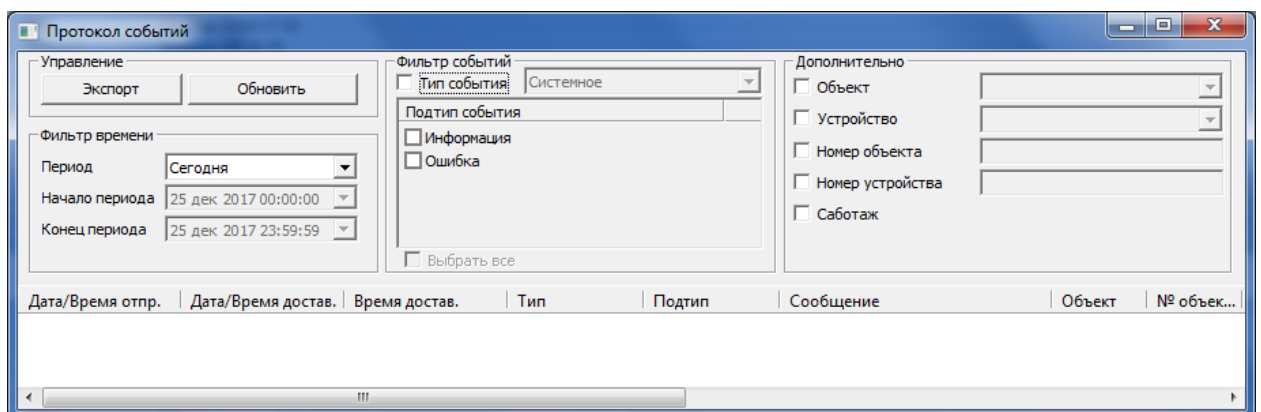 Протокол событий
Управление
Экспорт
Обновить
Фильтр времени
Период
Сегодня
Начало периода
25 дек 2017 00:00:00
Конец периода
25 дек 2017 23:59:59
Фильтр событий
Тип события
Системное
Подтип события
Информация
Ошибка
Выбрать все
Дополнительно
Объект
Устройство
Номер объекта
Номер устройства
Саботаж
Дата/Время отпр. Дата/Время достав. Время достав. Тип Подтип Сообщение Объект № объек...